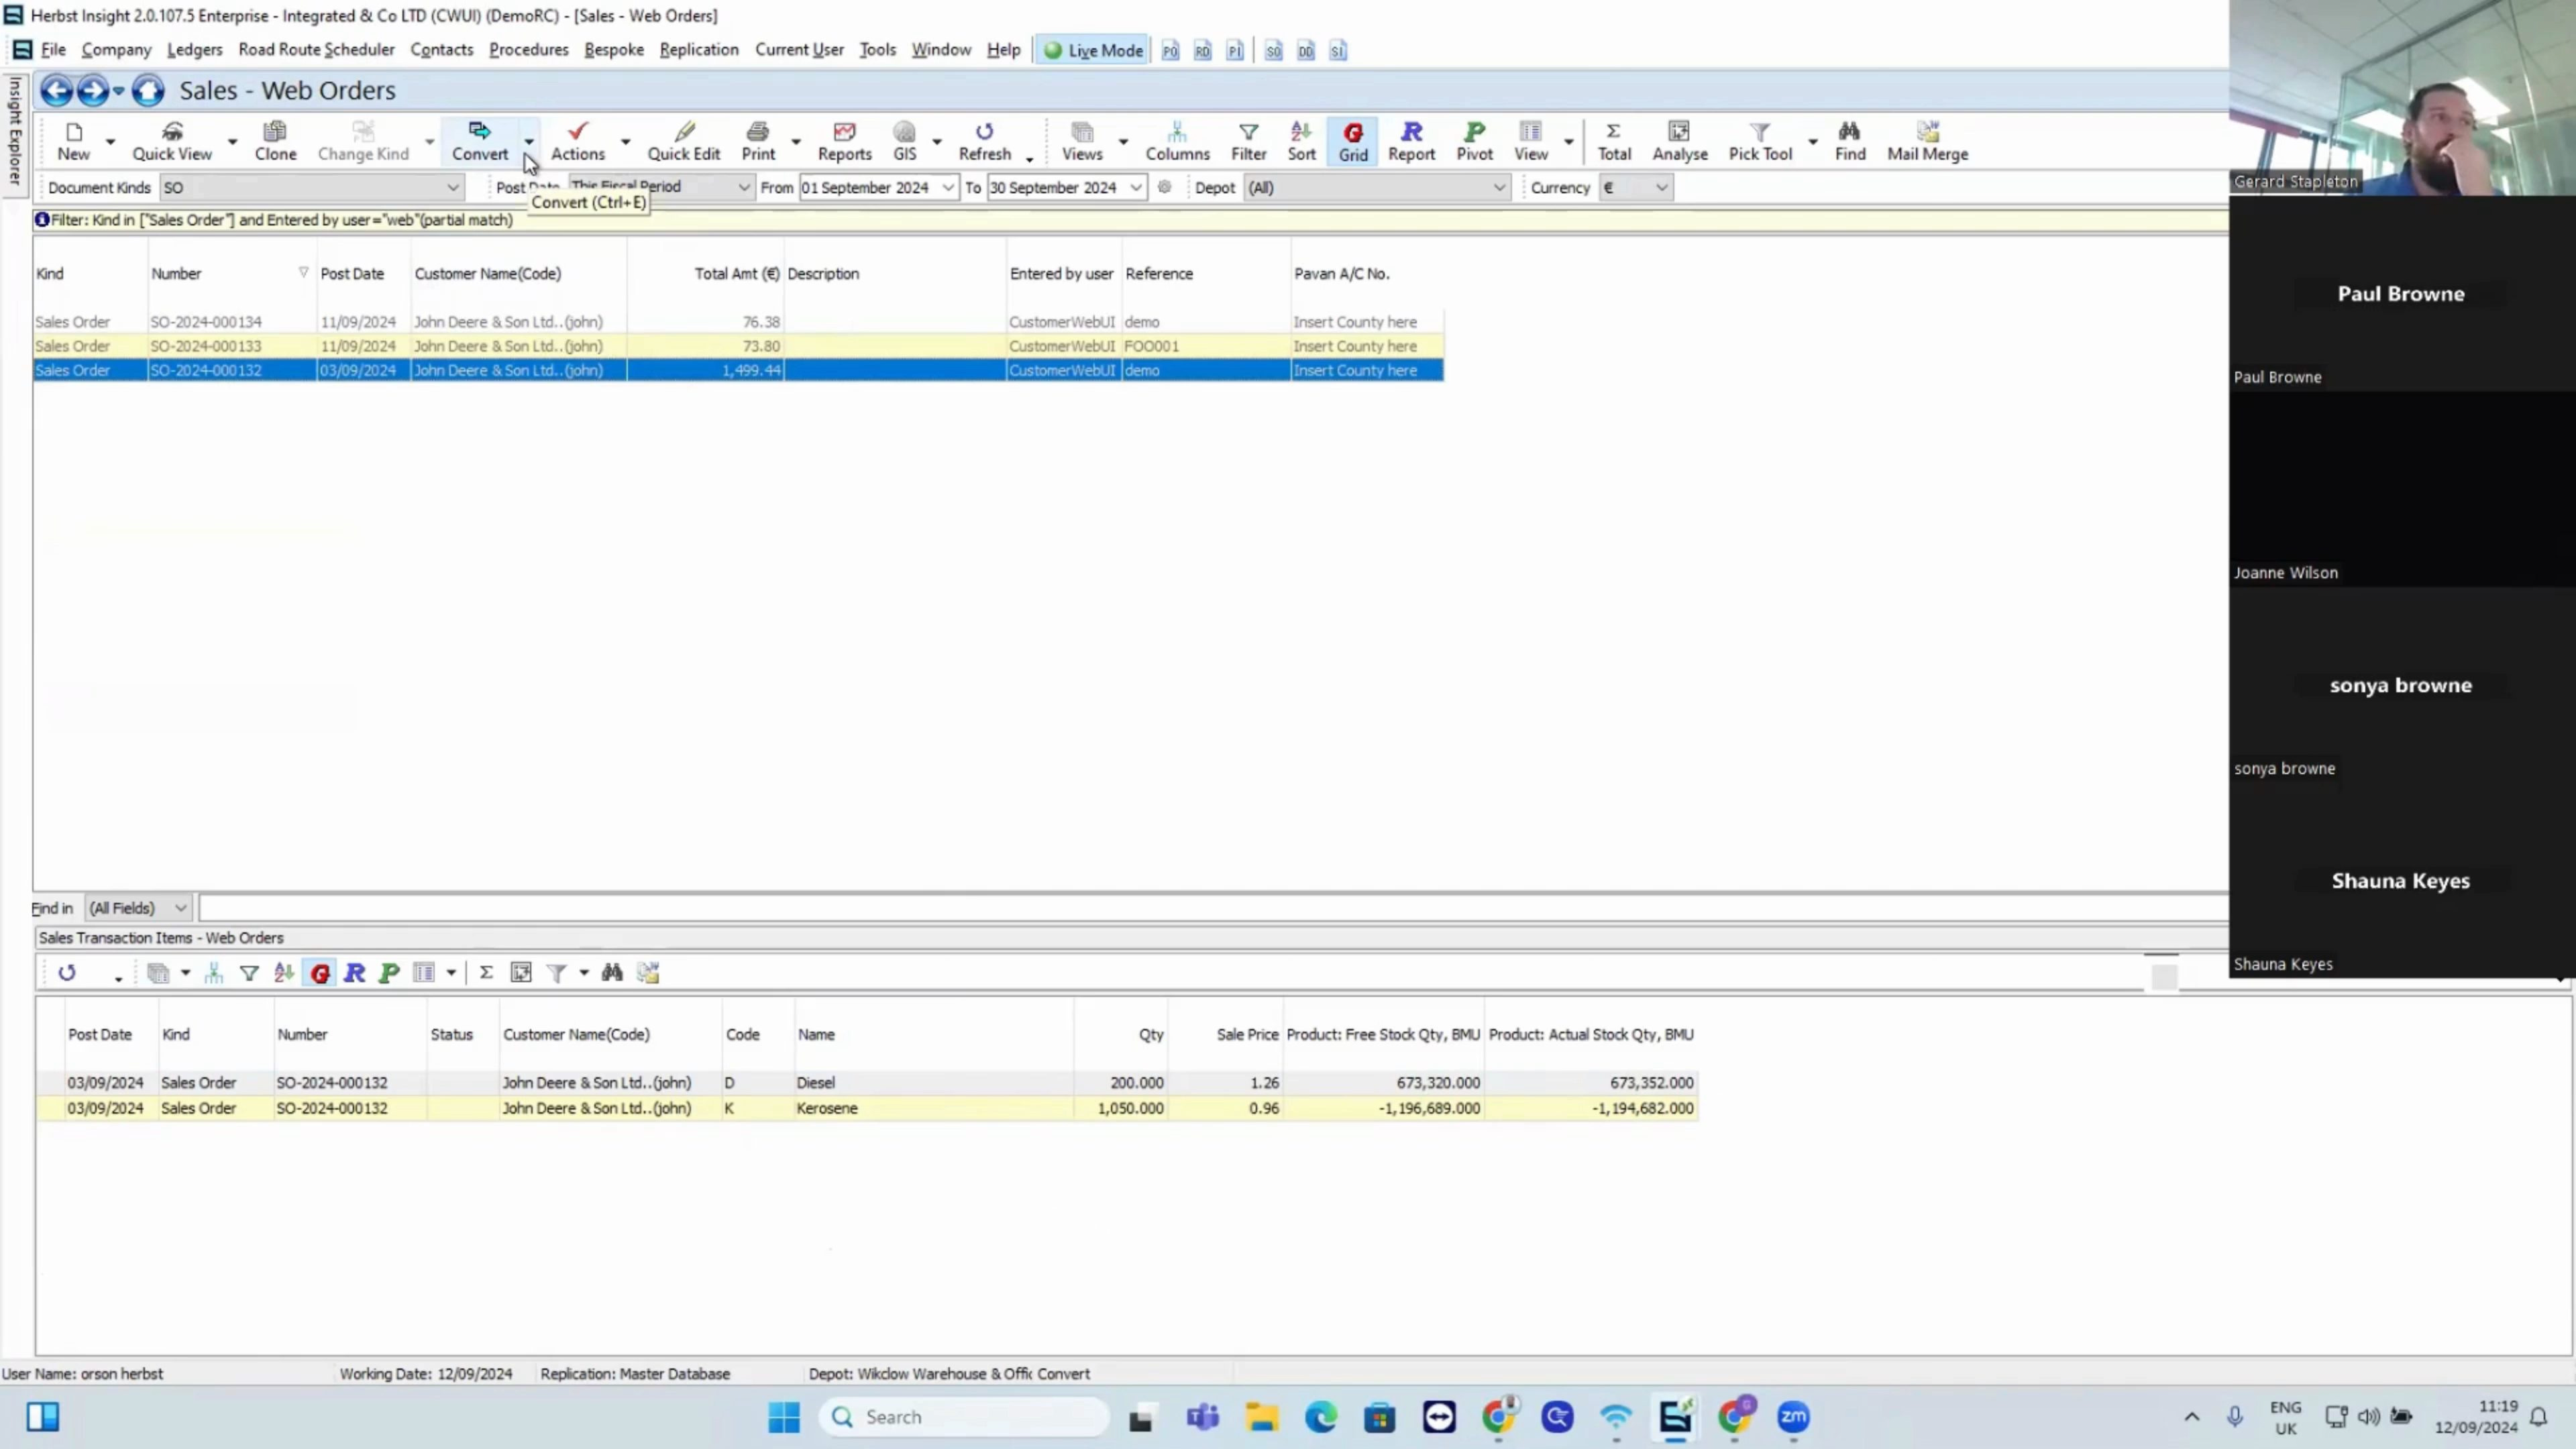 Herbst Insight 2.0.107.5 Enterprise - Integrated & Co LTD (CWUI) (DemoRC) - [Sales - Web Orders]
File Company Ledgers Road Route Scheduler Contacts Procedures Bespoke Replication Current User Tools Window Help Live Mode PO RD PI SO DD SI
Insight Explorer
Sales - Web Orders
New Quick View Clone Change Kind Convert Actions Quick Edit Print Reports GIS Refresh Views Columns Filter Sort Grid Report Pivot View Total Analyse Pick Tool Find Mail Merge
Document Kinds SO Post Date This Fiscal Period From 01 September 2024 To 30 September 2024 Depot (All) Currency €
Convert (Ctrl+E)
Filter: Kind in ["Sales Order"] and Entered by user="web"(partial match)
Kind Number Post Date Customer Name(Code) Total Amt (€) Description Entered by user Reference Pavan A/C No.
Sales Order SO-2024-000134 11/09/2024 John Deere & Son Ltd..(john) 76.38 CustomerWebUI demo Insert County here
Sales Order SO-2024-000133 11/09/2024 John Deere & Son Ltd..(john) 73.80 CustomerWebUI FOO001 Insert County here
Sales Order SO-2024-000132 03/09/2024 John Deere & Son Ltd..(john) 1,499.44 CustomerWebUI demo Insert County here
Find in (All Fields)
Sales Transaction Items - Web Orders
G R P Σ
Post Date Kind Number Status Customer Name(Code) Code Name Qty Sale Price Product: Free Stock Qty, BMU Product: Actual Stock Qty, BMU
03/09/2024 Sales Order SO-2024-000132 John Deere & Son Ltd..(john) D Diesel 200.000 1.26 673,320.000 673,352.000
03/09/2024 Sales Order SO-2024-000132 John Deere & Son Ltd..(john) K Kerosene 1,050.000 0.96 -1,196,689.000 -1,194,682.000
User Name: orson herbst Working Date: 12/09/2024 Replication: Master Database Depot: Wikclow Warehouse & Offic Convert
Search
zm
ENG
UK
11:19
12/09/2024
Gerard Stapleton
Paul Browne
Paul Browne
Joanne Wilson
sonya browne
sonya browne
Shauna Keyes
Shauna Keyes